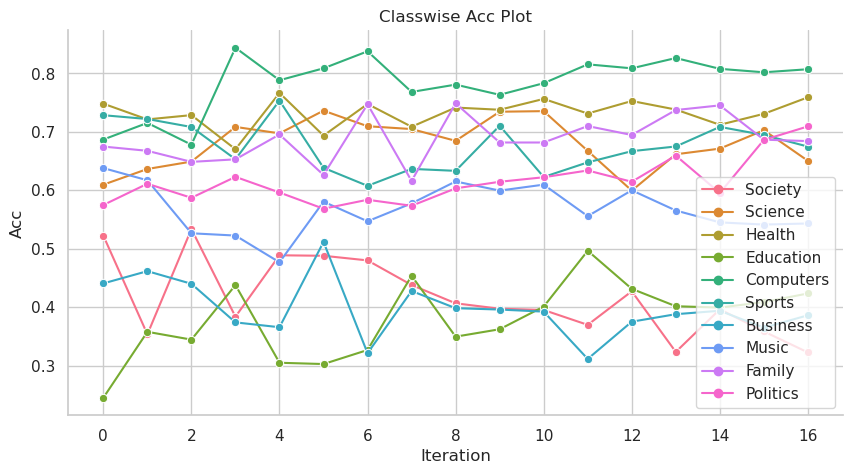 Classwise Acc Plot
Acc
0.8
0.7
0.6
0.5
0.4
0.3
0 2 4 6 8 10 12 14 16
Iteration
Society
Science
Health
Education
Computers
Sports
Business
Music
Family
Politics